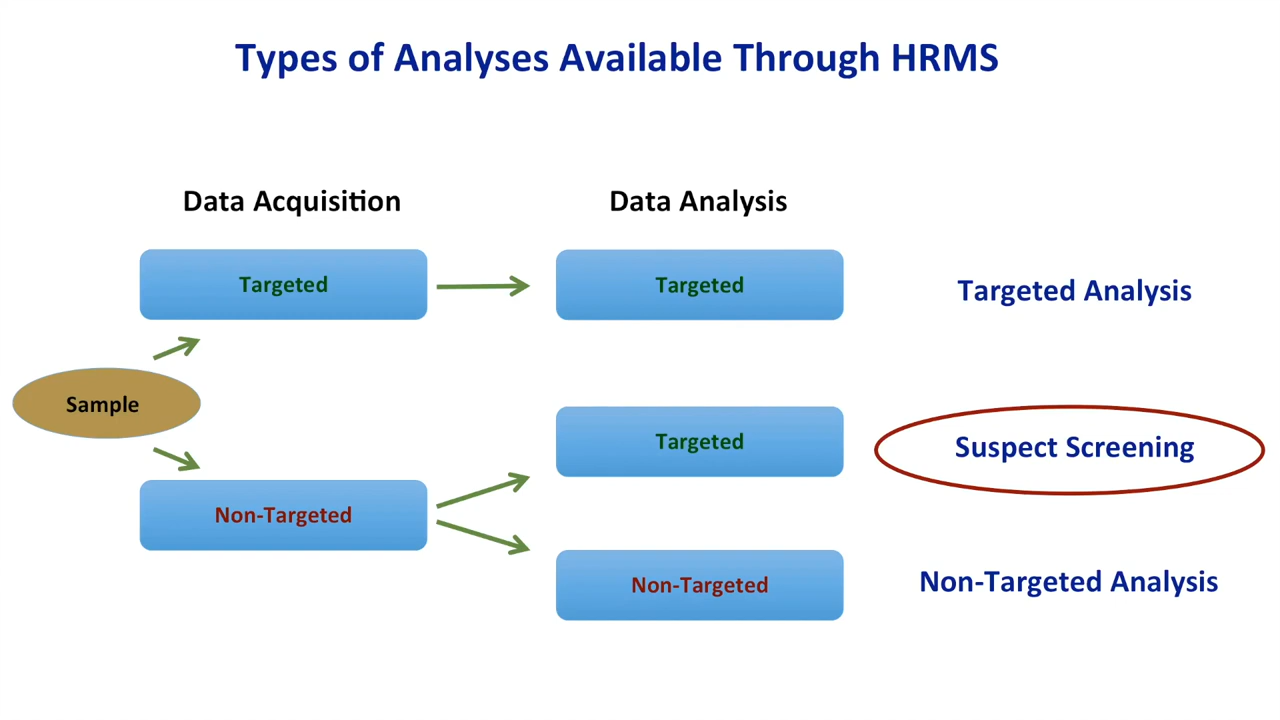 Types of Analyses Available Through HRMS
Data Acquisition
Data Analysis
Targeted
Targeted
Targeted Analysis
Sample
Targeted
Suspect Screening
Non-Targeted
Non-Targeted
Non-Targeted Analysis